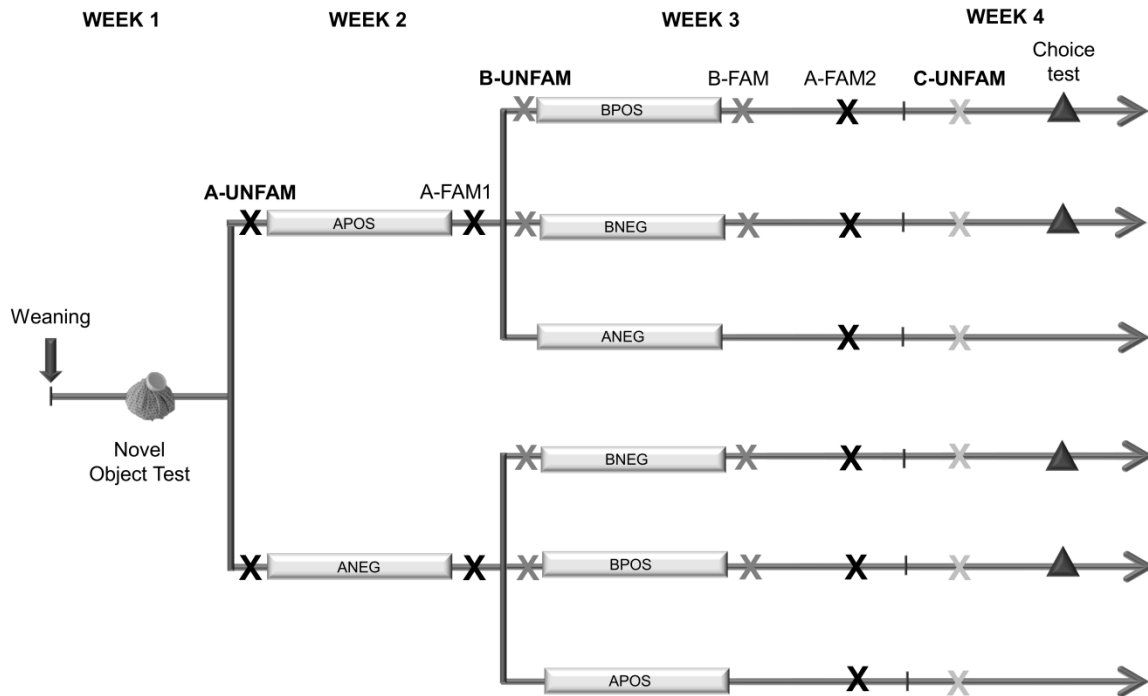 WEEK 1
WEEK 2
WEEK 3
WEEK 4
Choice
test
B-UNFAM
B-FAM
A-FAM2
C-UNFAM
BPOS
A-UNFAM
A-FAM1
APOS
BNEG
Weaning
ANEG
Novel
Object Test
BNEG
ANEG
BPOS
APOS